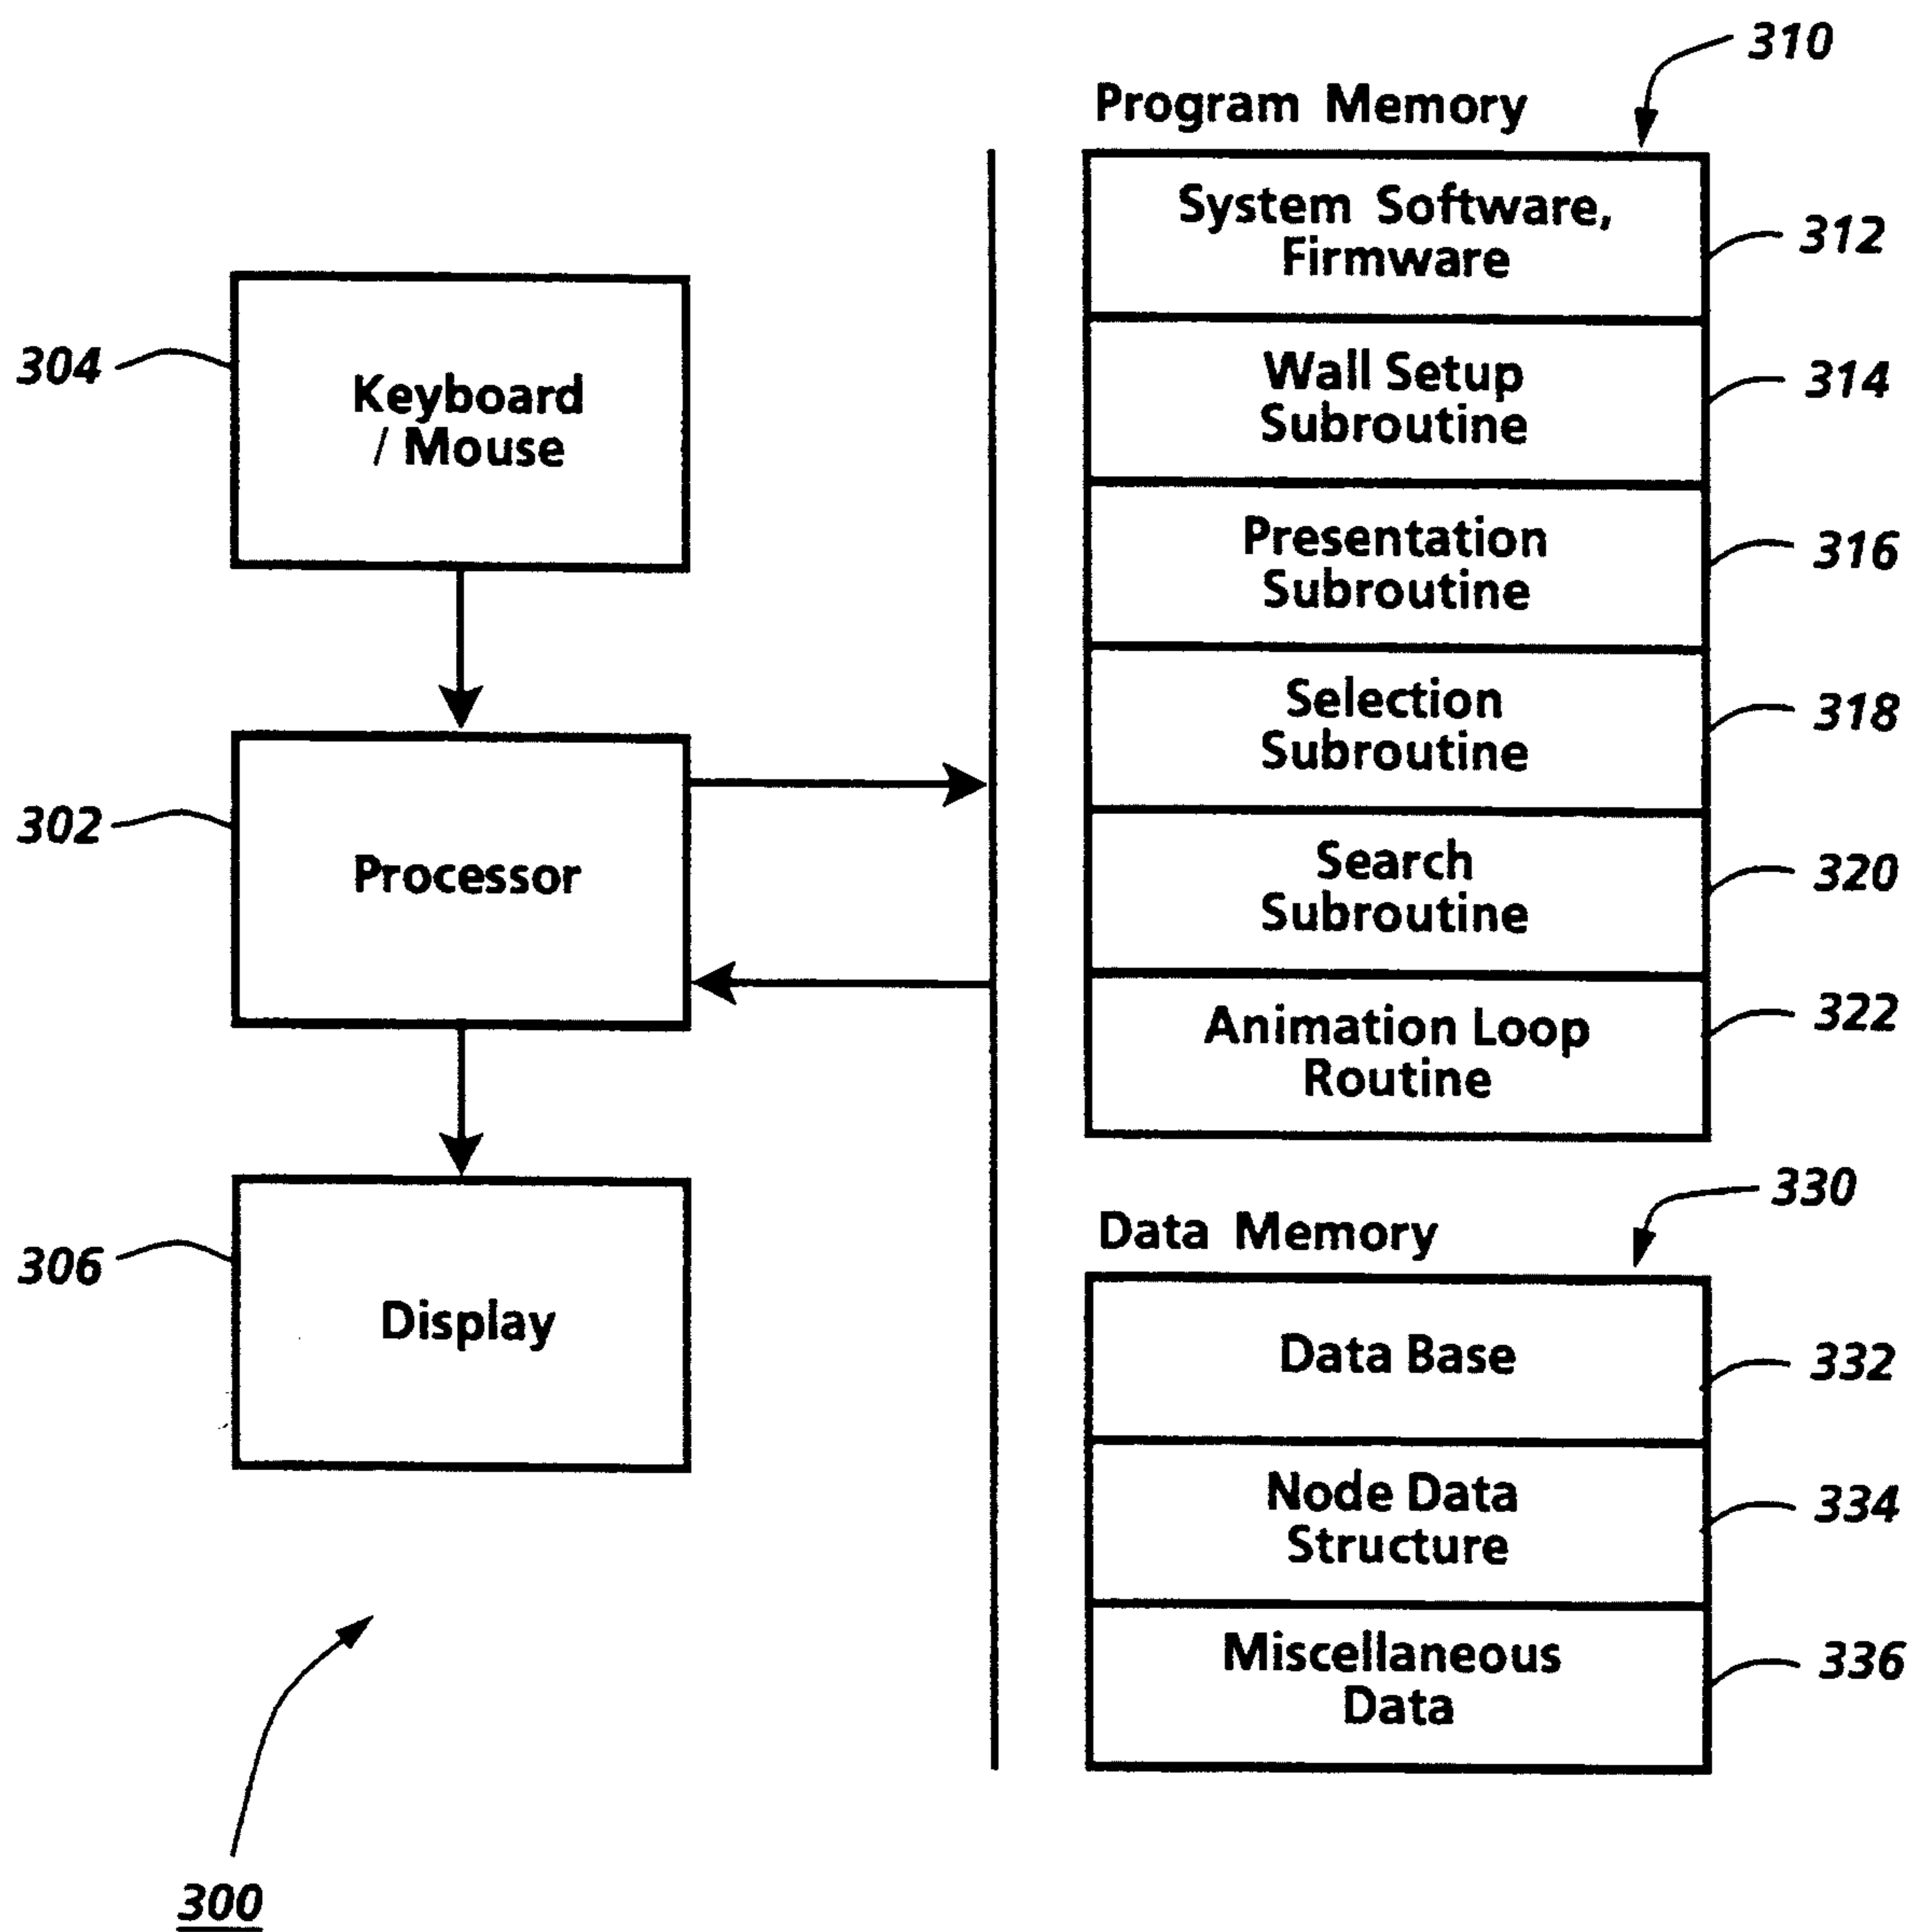 310
Program Memory
System Software,
Firmware
312
Wall Setup
Subroutine
314
Presentation
Subroutine
316
Selection
Subroutine
318
Search
Subroutine
320
Animation Loop
Routine
322
304
Keyboard
/ Mouse
302
Processor
306
Display
330
Data Memory
Data Base
332
Node Data
Structure
334
Miscellaneous
Data
336
300